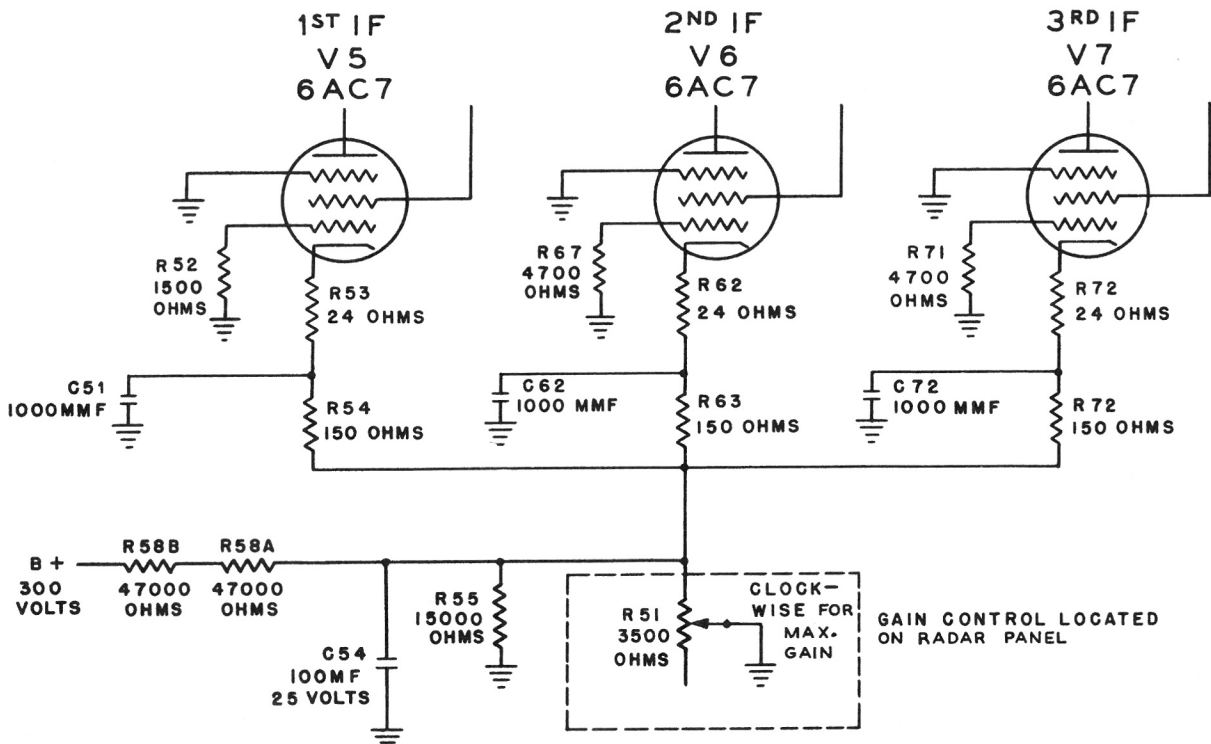 1ST IF
V5
6AC7
2ND IF
V6
6AC7
3RD IF
V7
6AC7
R52
1500
OHMS
R53
24 OHMS
R67
4700
OHMS
R62
24 OHMS
R71
4700
OHMS
R72
24 OHMS
C51
1000MMF
R54
150 OHMS
C62
1000 MMF
R63
150 OHMS
C72
1000 MMF
R72
150 OHMS
B+
300
VOLTS
R58B
47000
OHMS
R58A
47000
OHMS
R55
15000
OHMS
C54
100MF
25 VOLTS
R51
3500
OHMS
CLOCK-
WISE FOR
MAX.
GAIN
GAIN CONTROL LOCATED
ON RADAR PANEL